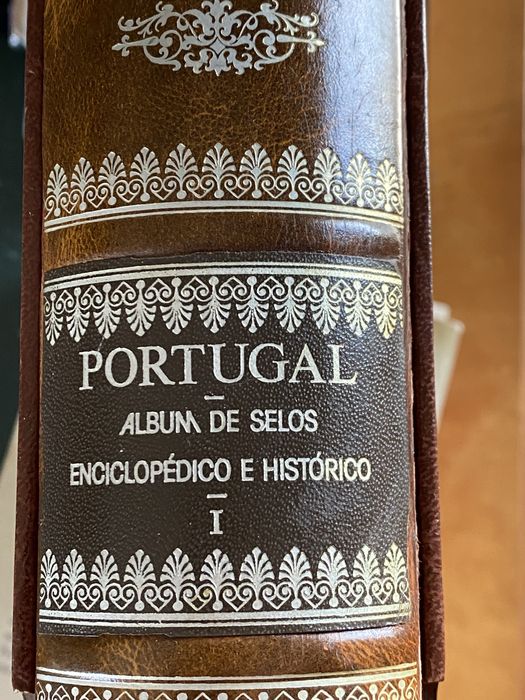 PORTUGAL
ALBUM DE SELOS
ENCICLOPÉDICO E HISTÓRICO
I